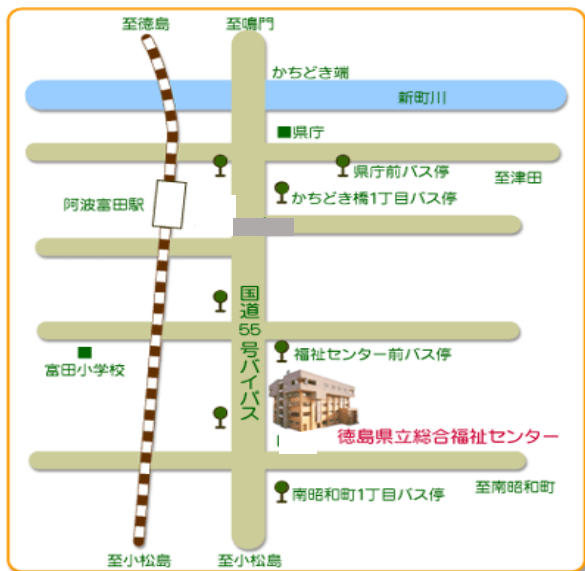 至徳島
至鳴門
かちどき端
新町川
県庁
県庁前バス停
至津田
かちどき橋1丁目バス停
阿波富田駅
国道55号バイパス
福祉センター前バス停
富田小学校
徳島県立総合福祉センター
至南昭和町
南昭和町1丁目バス停
至小松島
至小松島